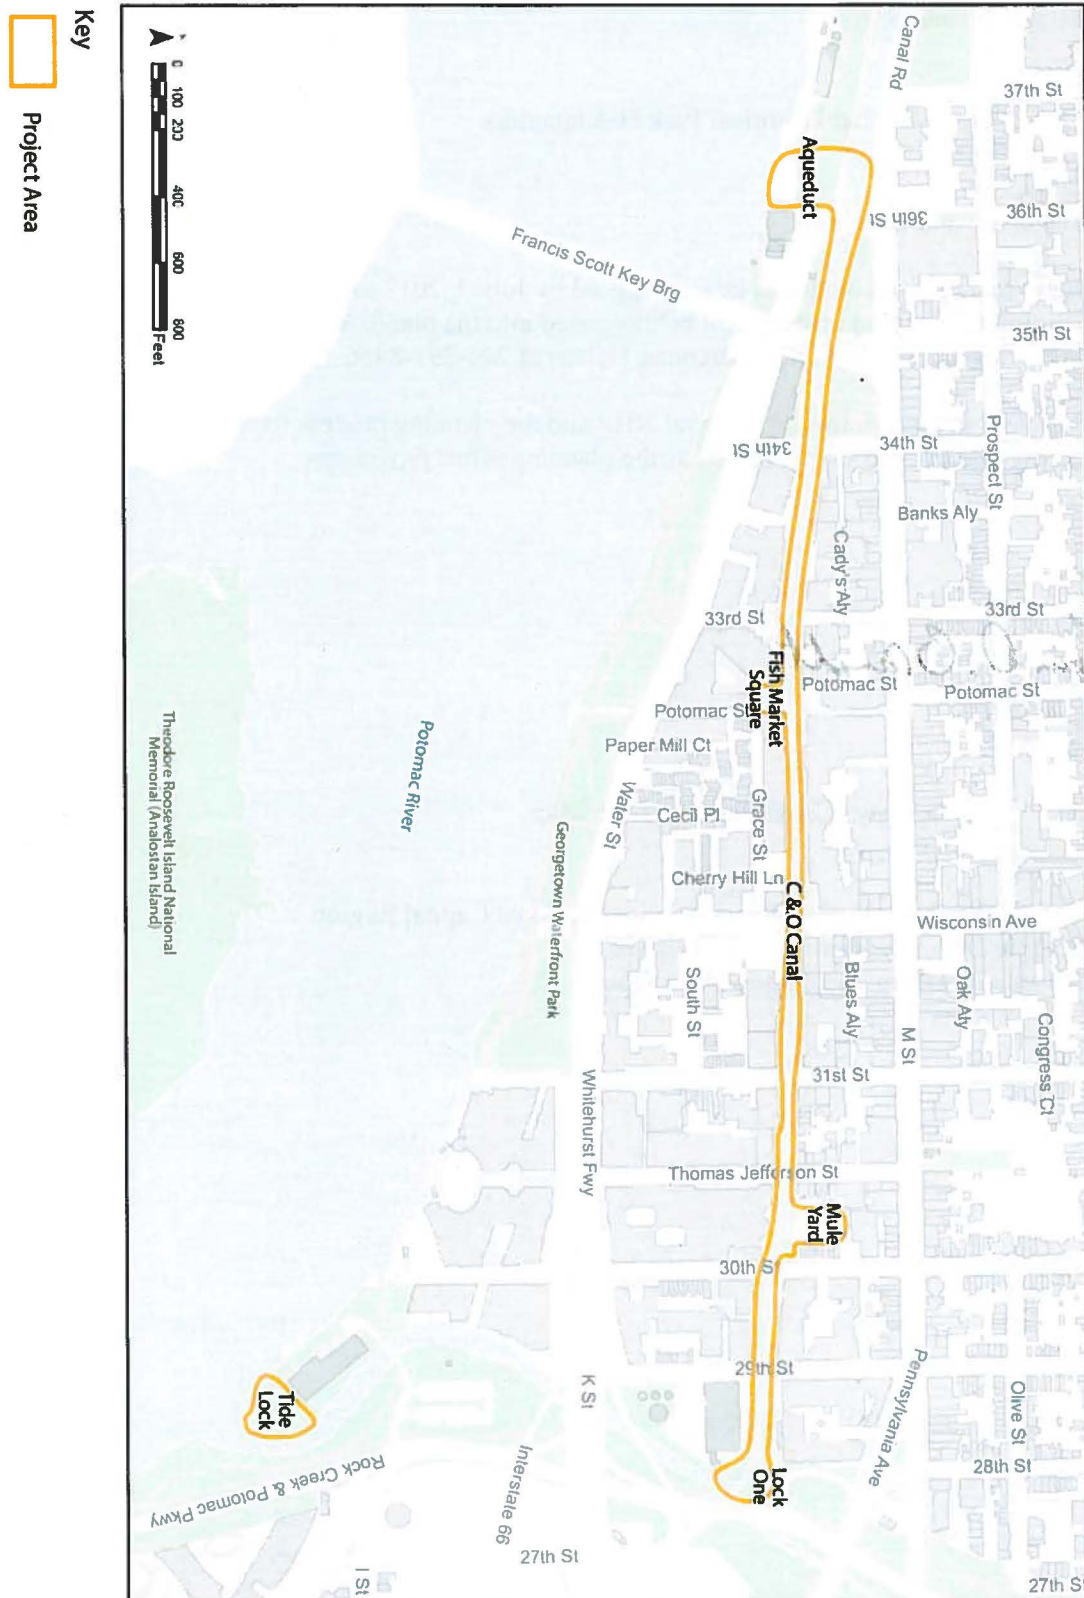 Key
Project Area
0 100 200 400 600 800
Feet
Canal Rd
37th St
Aqueduct
36th St
36th St
Francis Scott Key Brg
35th St
34th St
34th St
Prospect St
Banks Aly
Cady's Aly
33rd St
33rd St
Fish Market
Square
Potomac St
Potomac St
Potomac St
Paper Mill Ct
Water St
Cecil Pl
Grace St
Cherry Hill Ln
C & O Canal
Wisconsin Ave
Potomac River
Georgetown Waterfront Park
Theodore Roosevelt Island National
Memorial (Analostan Island)
South St
Blues Aly
Oak Aly
Congress Ct
M St
31st St
Whitehurst Fwy
Thomas Jefferson St
Mule
Yard
30th St
29th St
K St
Pennsylvania Ave
Olive St
28th St
Tide
Lock
Lock
One
Rock Creek & Potomac Pkwy
Interstate 66
27th St
27th St
I St